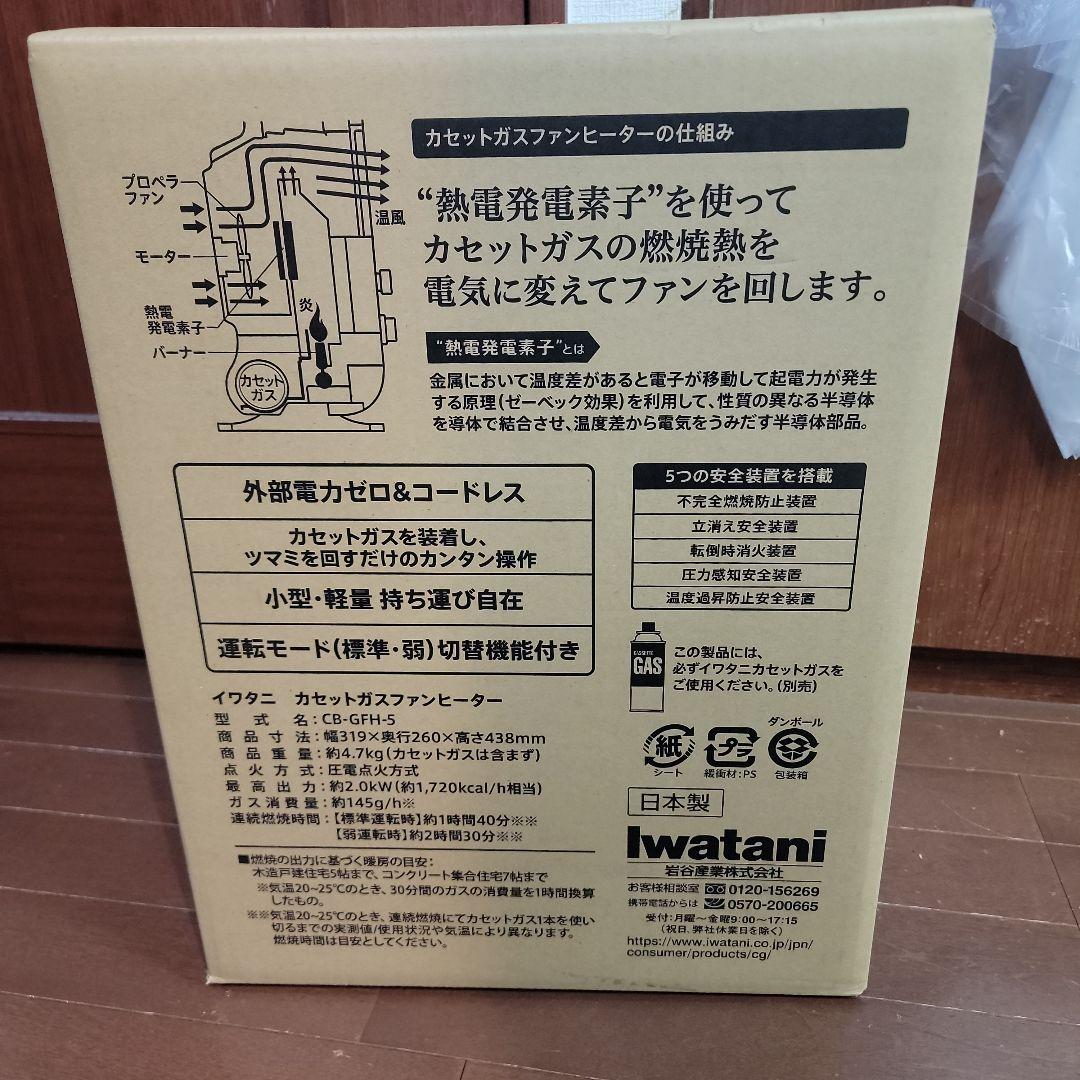 カセットガスファンヒーターの仕組み
プロペラ
ファン
モーター
熱電
発電素子
バーナー
炎
温風
カセット
ガス
“熱電発電素子”を使って
カセットガスの燃焼熱を
電気に変えてファンを回します。
“熱電発電素子”とは
金属において温度差があると電子が移動して起電力が発生
する原理(ゼーベック効果)を利用して、性質の異なる半導体
を導体で結合させ、温度差から電気をうみだす半導体部品。
外部電力ゼロ&コードレス
カセットガスを装着し、
ツマミを回すだけのカンタン操作
小型・軽量 持ち運び自在
運転モード(標準・弱)切替機能付き
5つの安全装置を搭載
不完全燃焼防止装置
立消え安全装置
転倒時消火装置
圧力感知安全装置
温度過昇防止安全装置
CASSETTE
GAS
この製品には、
必ずイワタニカセットガスを
ご使用ください。(別売)
イワタニ カセットガスファンヒーター
型式名:CB-GFH-5
商品寸法:幅319×奥行260×高さ438mm
商品重量:約4.7kg(カセットガスは含まず)
点火方式:圧電点火方式
最高出力:約2.0kW(約1,720kcal/h相当)
ガス消費量:約145g/h※
連続燃焼時間:【標準運転時】約1時間40分※※
【弱運転時】約2時間30分※※
■燃焼の出力に基づく暖房の目安:
木造戸建住宅5帖まで、コンクリート集合住宅7帖まで
※気温20~25℃のとき、30分間のガスの消費量を1時間換算
したもの。
※※気温20~25℃のとき、連続燃焼にてカセットガス1本を使い
切るまでの実測値/使用状況や気温により異なります。
燃焼時間は目安としてください。
紙
シート
プラ
緩衝材:PS
ダンボール
包装箱
日本製
Iwatani
岩谷産業株式会社
お客様相談室 0120-156269
携帯電話からは 0570-200665
受付:月曜~金曜9:00~17:15
(祝日、弊社休業日を除く)
https://www.iwatani.co.jp/jpn/
consumer/products/cg/